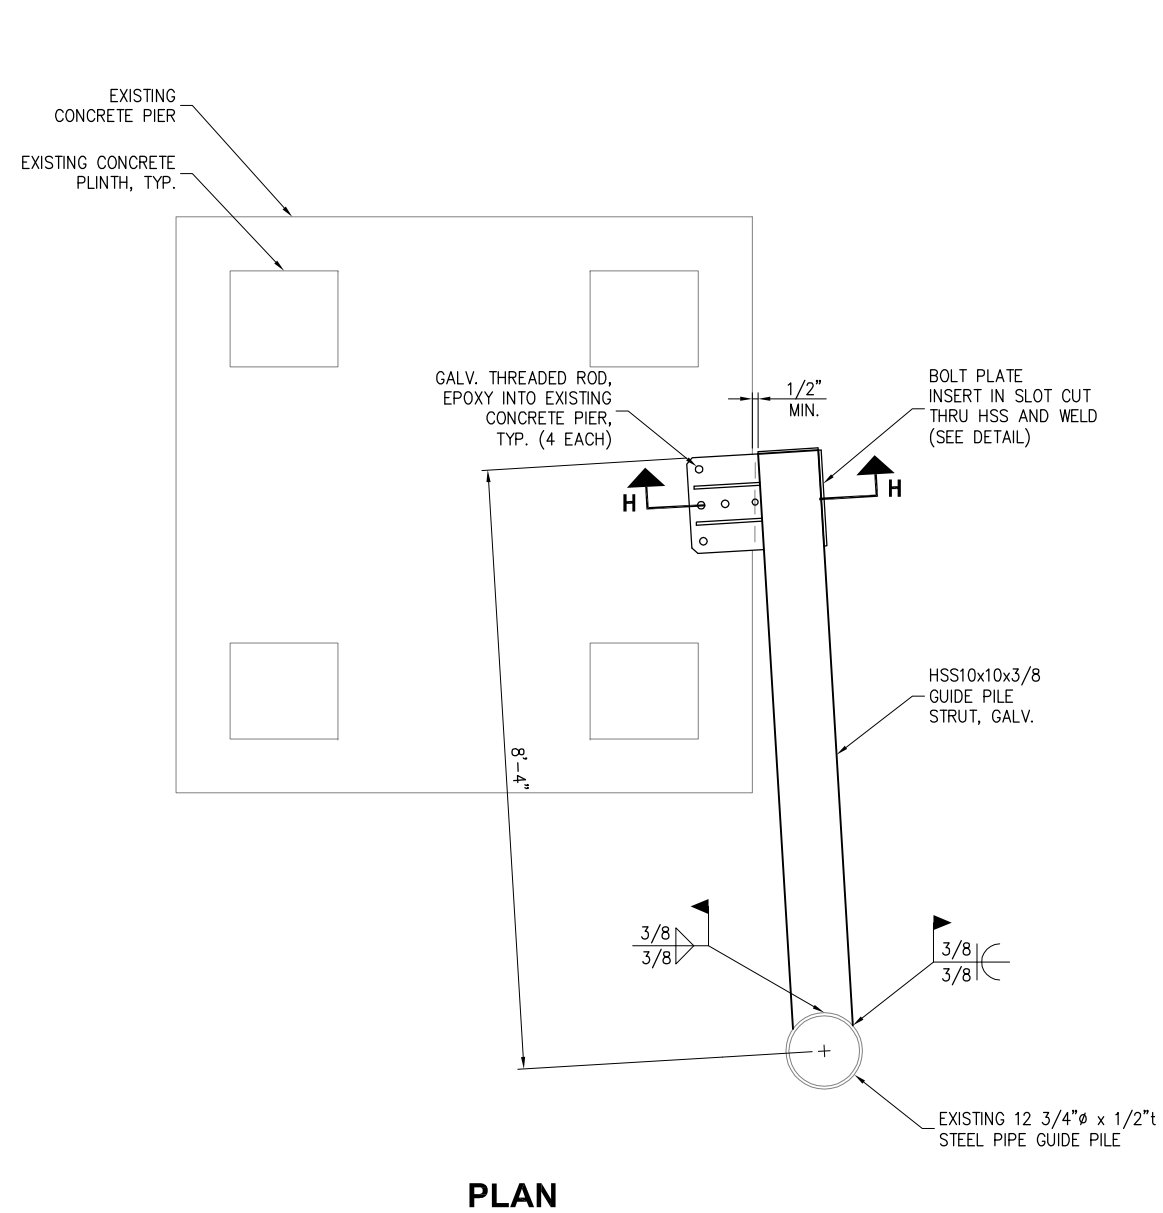 EXISTING
CONCRETE PIER
EXISTING CONCRETE
PLINTH, TYP.
GALV. THREADED ROD,
EPOXY INTO EXISTING
CONCRETE PIER,
TYP. (4 EACH)
1/2"
MIN.
BOLT PLATE
INSERT IN SLOT CUT
THRU HSS AND WELD
(SEE DETAIL)
H
H
8'-4"
HSS10x10x3/8
GUIDE PILE
STRUT, GALV.
3/8
3/8
3/8
3/8
EXISTING 12 3/4"ø x 1/2"t
STEEL PIPE GUIDE PILE
PLAN